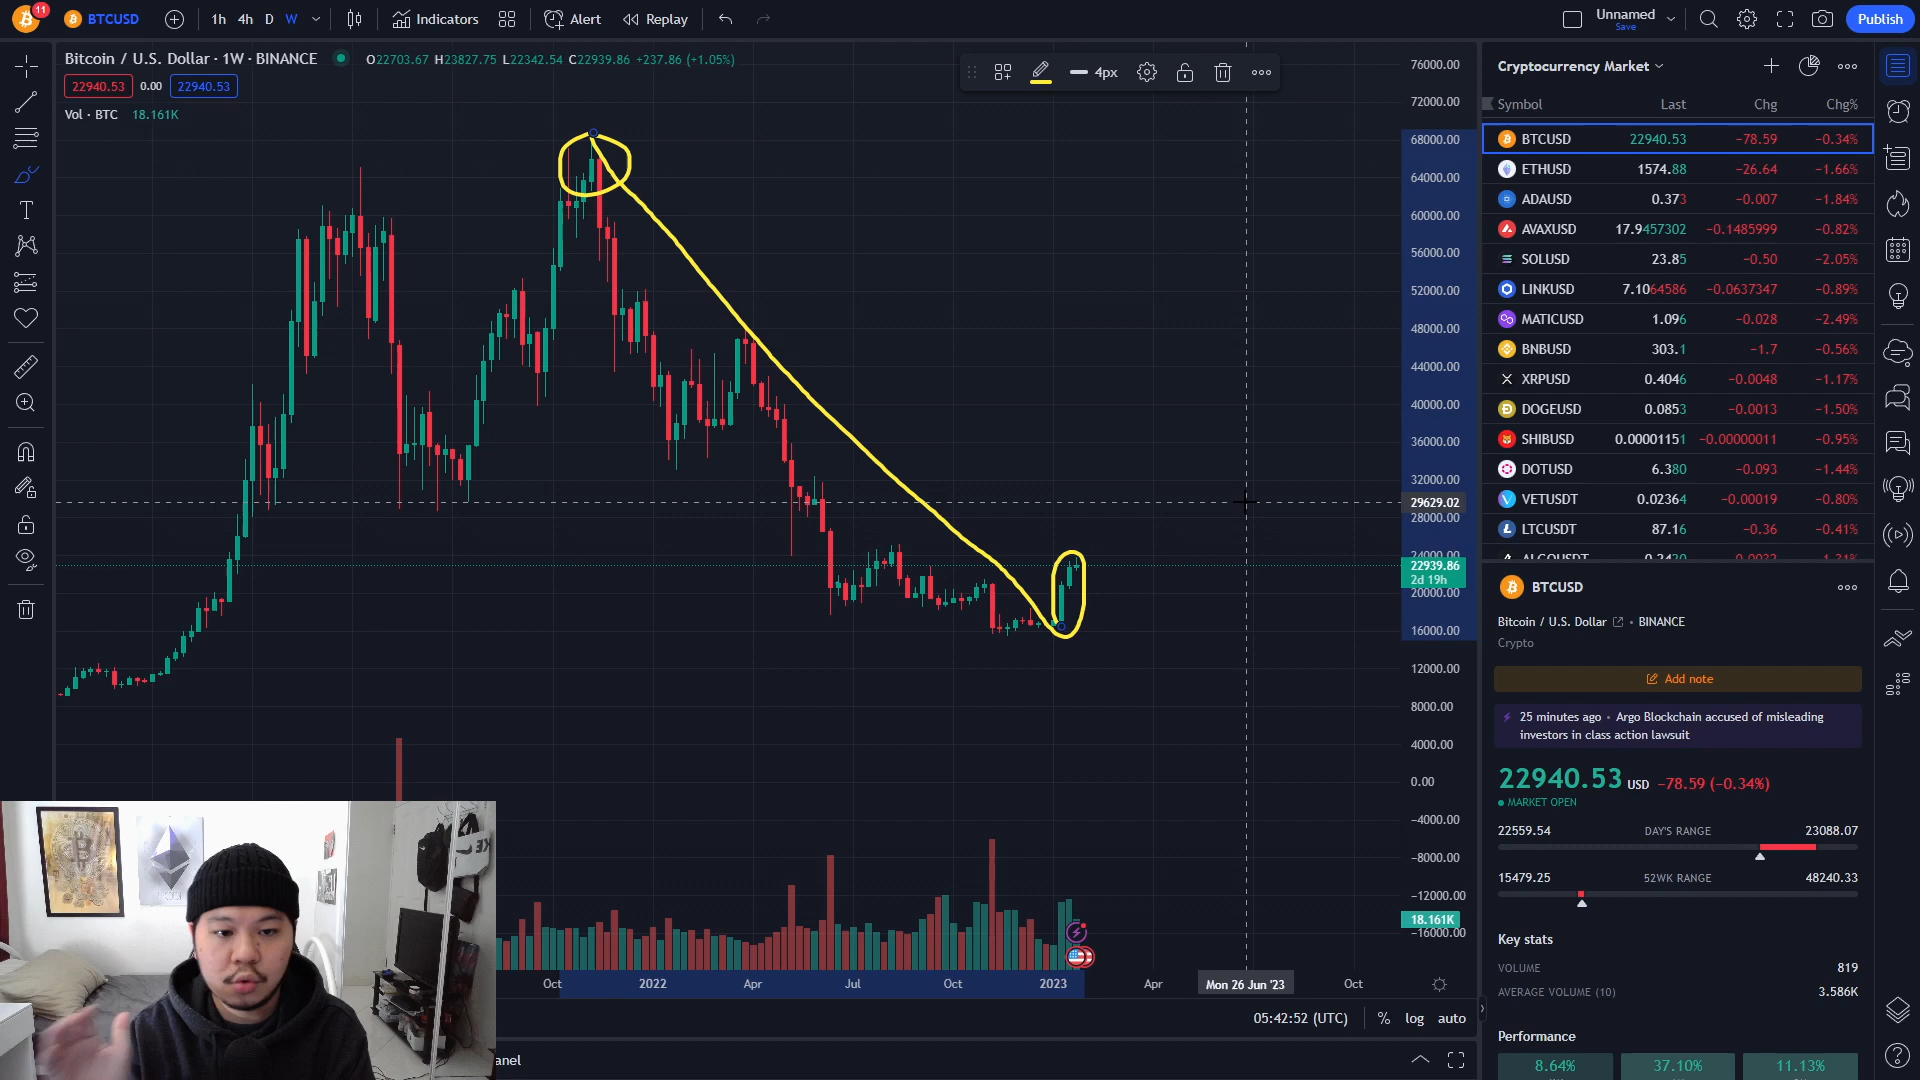 11
BTCUSD
1h 4h D W
Indicators
Alert
Replay
Unnamed
Save
Publish
Bitcoin / U.S. Dollar · 1W · BINANCE
O22703.67 H23827.75 L22342.54 C22939.86 +237.86 (+1.05%)
22940.53 0.00 22940.53
Vol · BTC 18.161K
4px
76000.00
72000.00
68000.00
64000.00
60000.00
56000.00
52000.00
48000.00
44000.00
40000.00
36000.00
32000.00
29629.02
28000.00
24000.00
22939.86
2d 19h
20000.00
16000.00
12000.00
8000.00
4000.00
0.00
−4000.00
−8000.00
−12000.00
18.161K
−16000.00
Oct 2022 Apr Jul Oct 2023 Apr Mon 26 Jun '23 Oct
05:42:52 (UTC) % log auto
anel
Cryptocurrency Market
Symbol Last Chg Chg%
BTCUSD 22940.53 −78.59 −0.34%
ETHUSD 1574.88 −26.64 −1.66%
ADAUSD 0.373 −0.007 −1.84%
AVAXUSD 17.9457302 −0.1485999 −0.82%
SOLUSD 23.85 −0.50 −2.05%
LINKUSD 7.1064586 −0.0637347 −0.89%
MATICUSD 1.096 −0.028 −2.49%
BNBUSD 303.1 −1.7 −0.56%
XRPUSD 0.4046 −0.0048 −1.17%
DOGEUSD 0.0853 −0.0013 −1.50%
SHIBUSD 0.00001151 −0.00000011 −0.95%
DOTUSD 6.380 −0.093 −1.44%
VETUSDT 0.02364 −0.00019 −0.80%
LTCUSDT 87.16 −0.36 −0.41%
BTCUSD
Bitcoin / U.S. Dollar • BINANCE
Crypto
Add note
25 minutes ago • Argo Blockchain accused of misleading
investors in class action lawsuit
22940.53 USD −78.59 (−0.34%)
MARKET OPEN
22559.54 DAY'S RANGE 23088.07
15479.25 52WK RANGE 48240.33
Key stats
VOLUME 819
AVERAGE VOLUME (10) 3.586K
Performance
8.64% 37.10% 11.13%